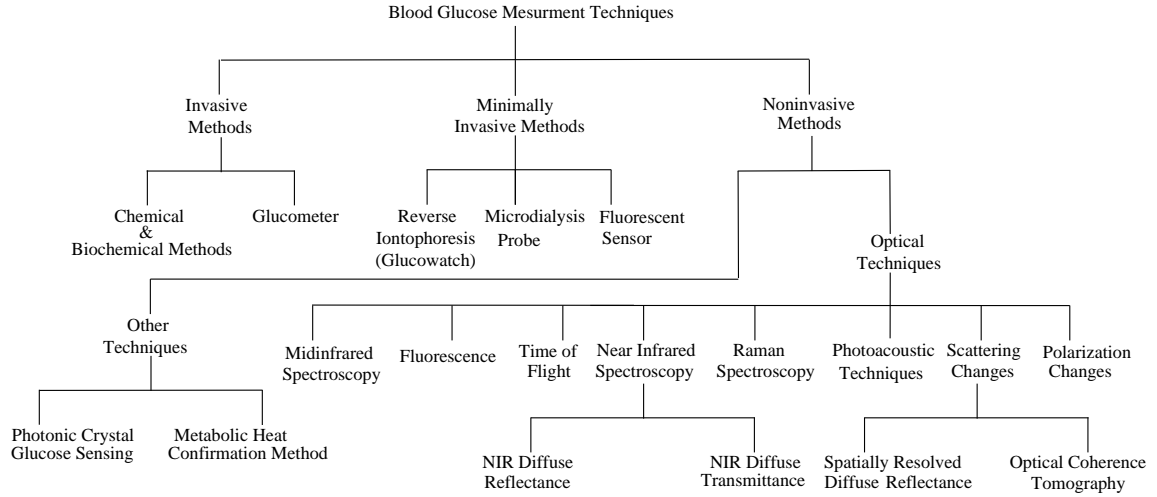 Blood Glucose Mesurment Techniques
Invasive
Methods
Minimally
Invasive Methods
Noninvasive
Methods
Chemical
&
Biochemical Methods
Glucometer
Reverse
Iontophoresis
(Glucowatch)
Microdialysis
Probe
Fluorescent
Sensor
Optical
Techniques
Other
Techniques
Midinfrared
Spectroscopy
Fluorescence
Time of
Flight
Near Infrared
Spectroscopy
Raman
Spectroscopy
Photoacoustic
Techniques
Scattering
Changes
Polarization
Changes
Photonic Crystal
Glucose Sensing
Metabolic Heat
Confirmation Method
NIR Diffuse
Reflectance
NIR Diffuse
Transmittance
Spatially Resolved
Diffuse Reflectance
Optical Coherence
Tomography